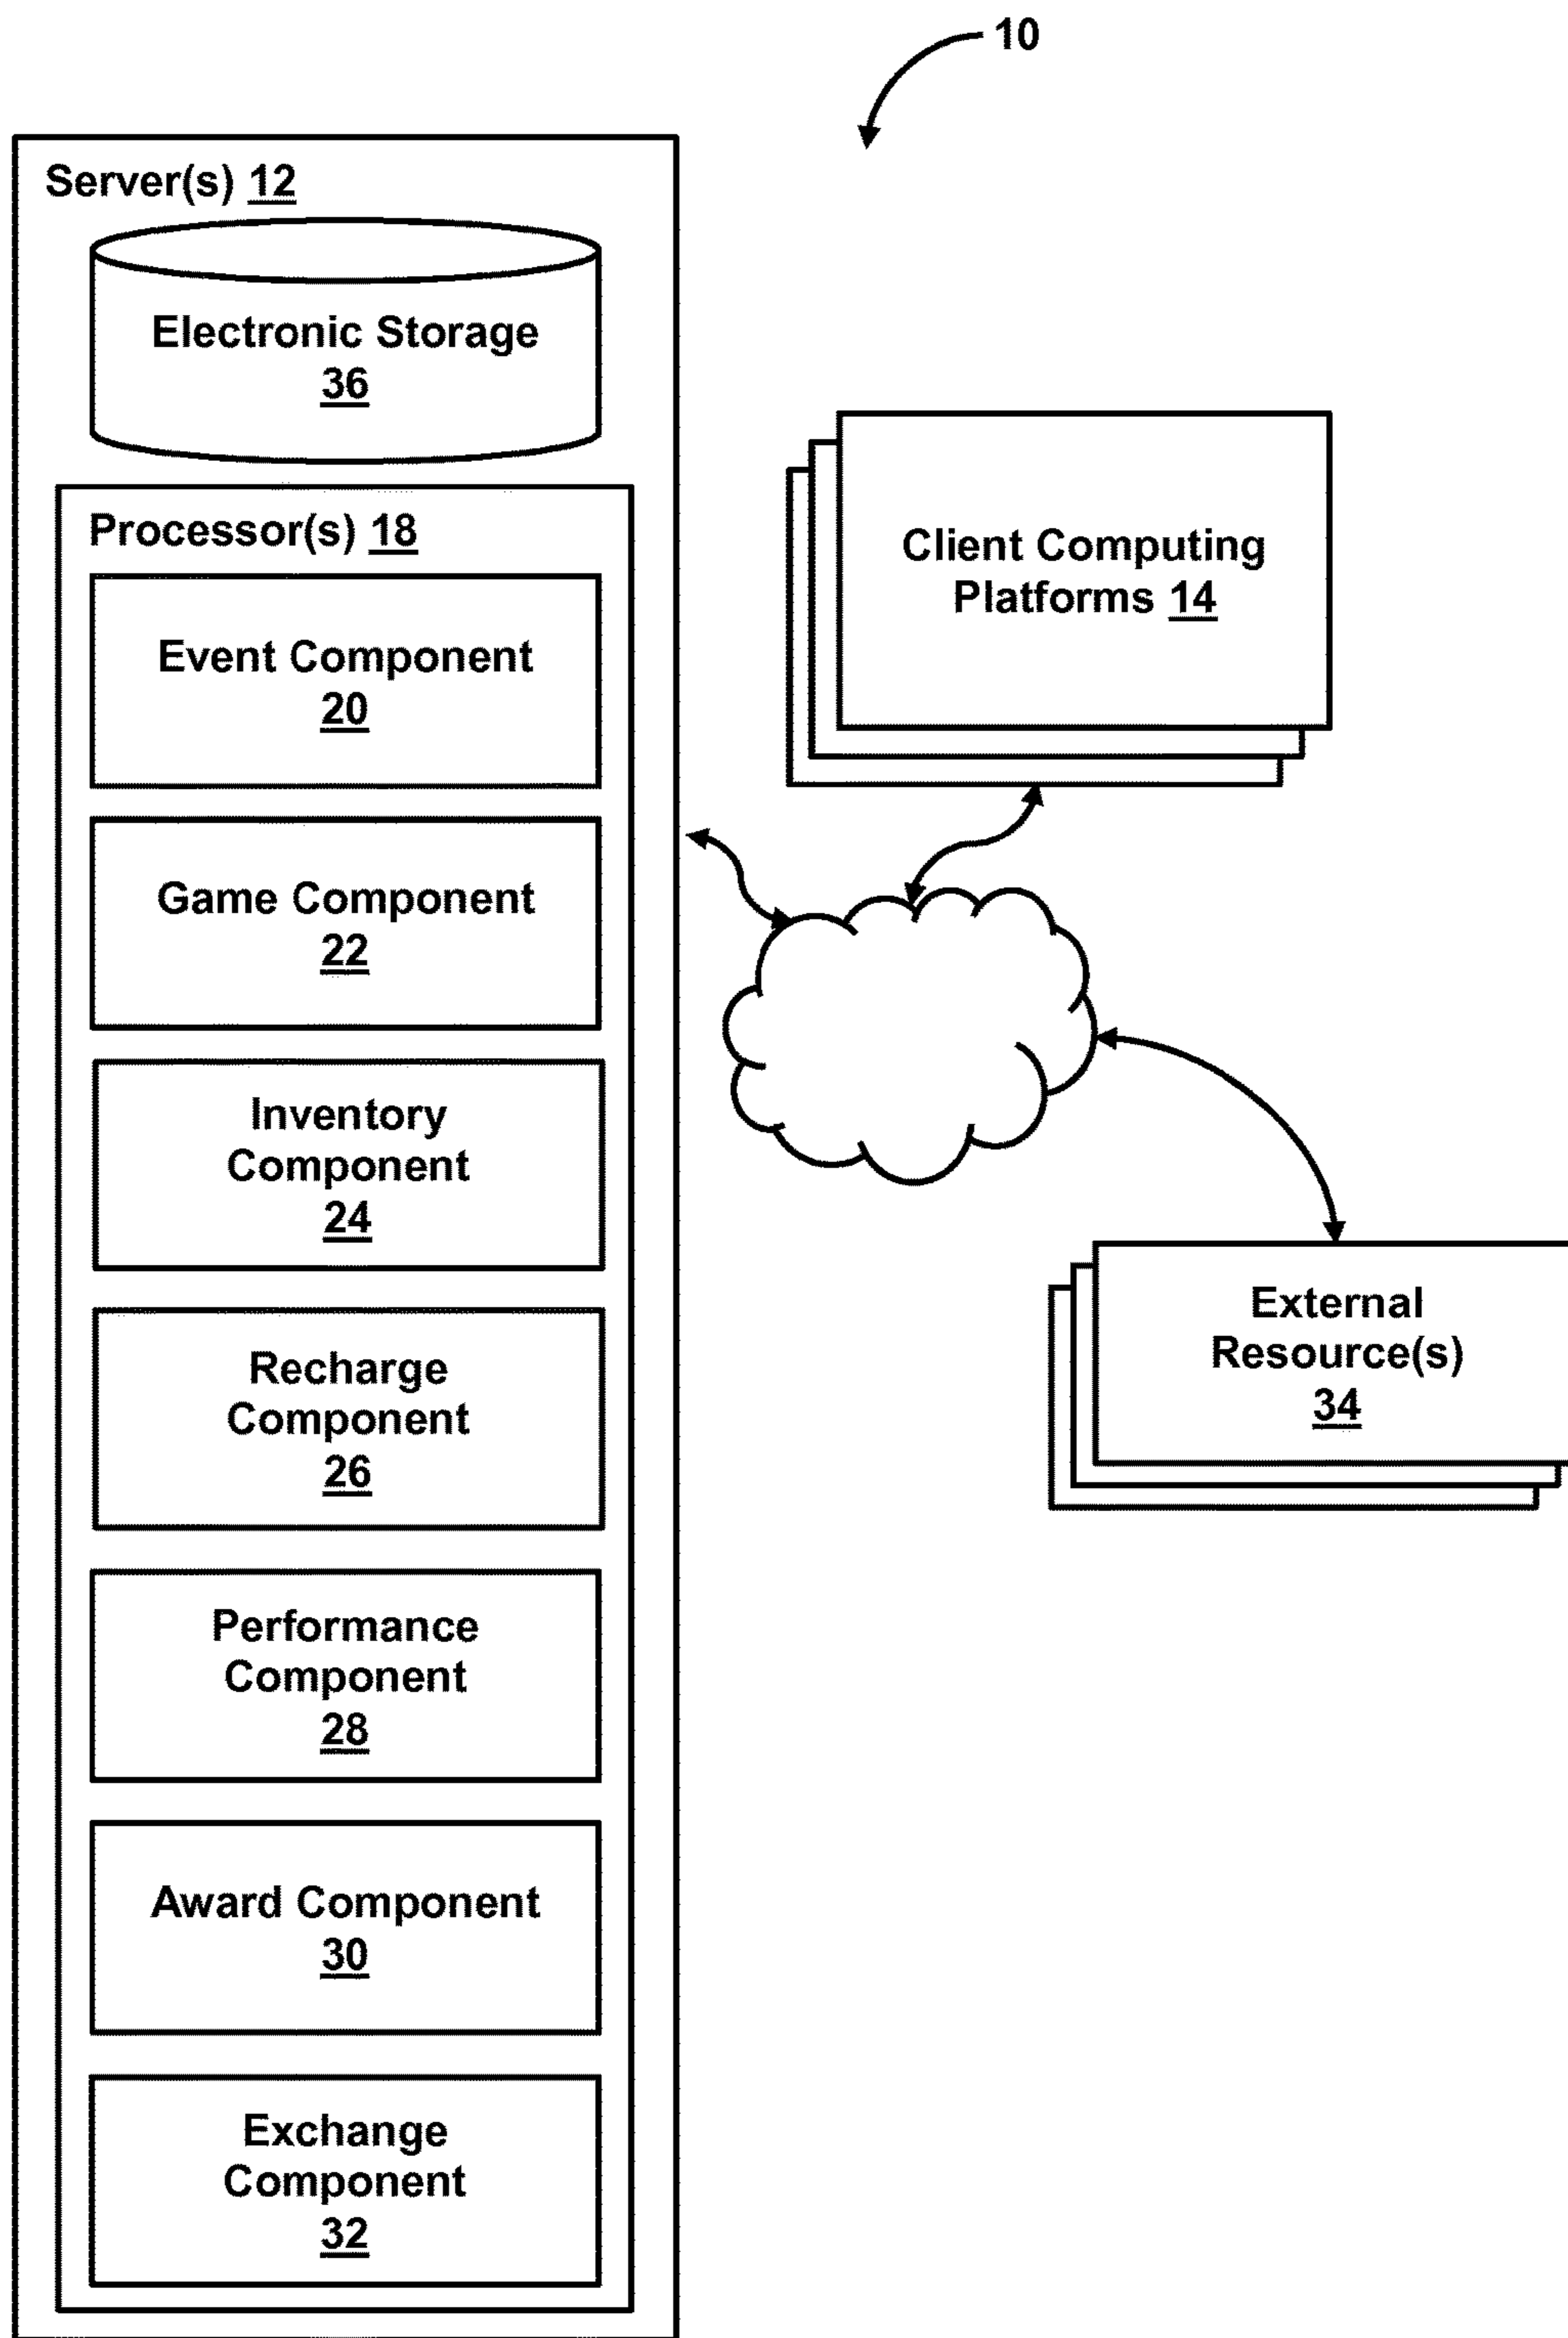 10
Server(s) 12
Electronic Storage
36
Processor(s) 18
Event Component
20
Game Component
22
Inventory
Component
24
Recharge
Component
26
Performance
Component
28
Award Component
30
Exchange
Component
32
Client Computing
Platforms 14
External
Resource(s)
34